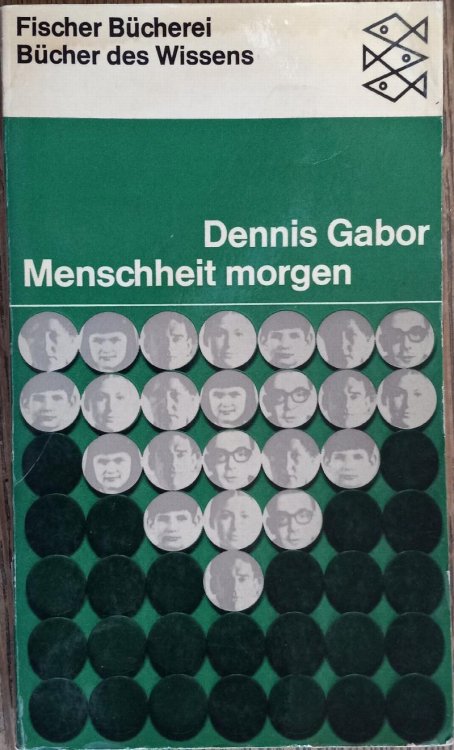 Fischer Bücherei
Bücher des Wissens
Dennis Gabor
Menschheit morgen